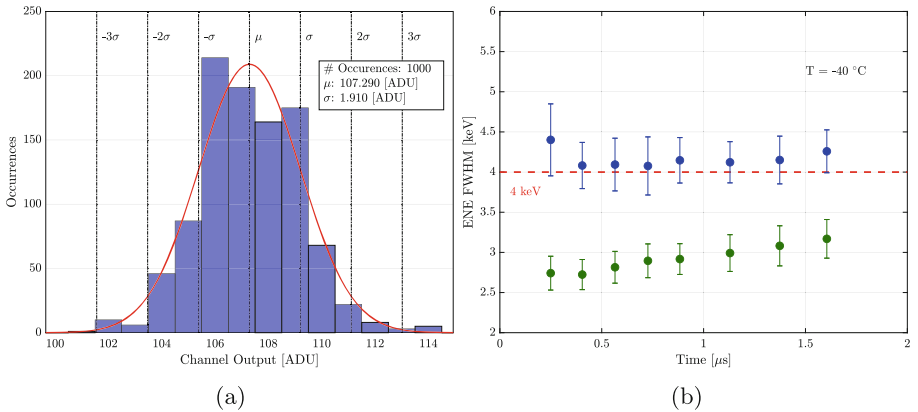 -3σ -2σ -σ μ σ 2σ 3σ
# Occurences: 1000
μ: 107.290 [ADU]
σ: 1.910 [ADU]
250
200
150
100
50
0
Occurrences
100 102 104 106 107 108 110 112 114
Channel Output [ADU]
(a)
6
5.5
5
4.5
4
3.5
3
2.5
2
ENE FWHM [keV]
T = -40 °C
4 keV
0 0.5 1 1.5 2
Time [μs]
(b)